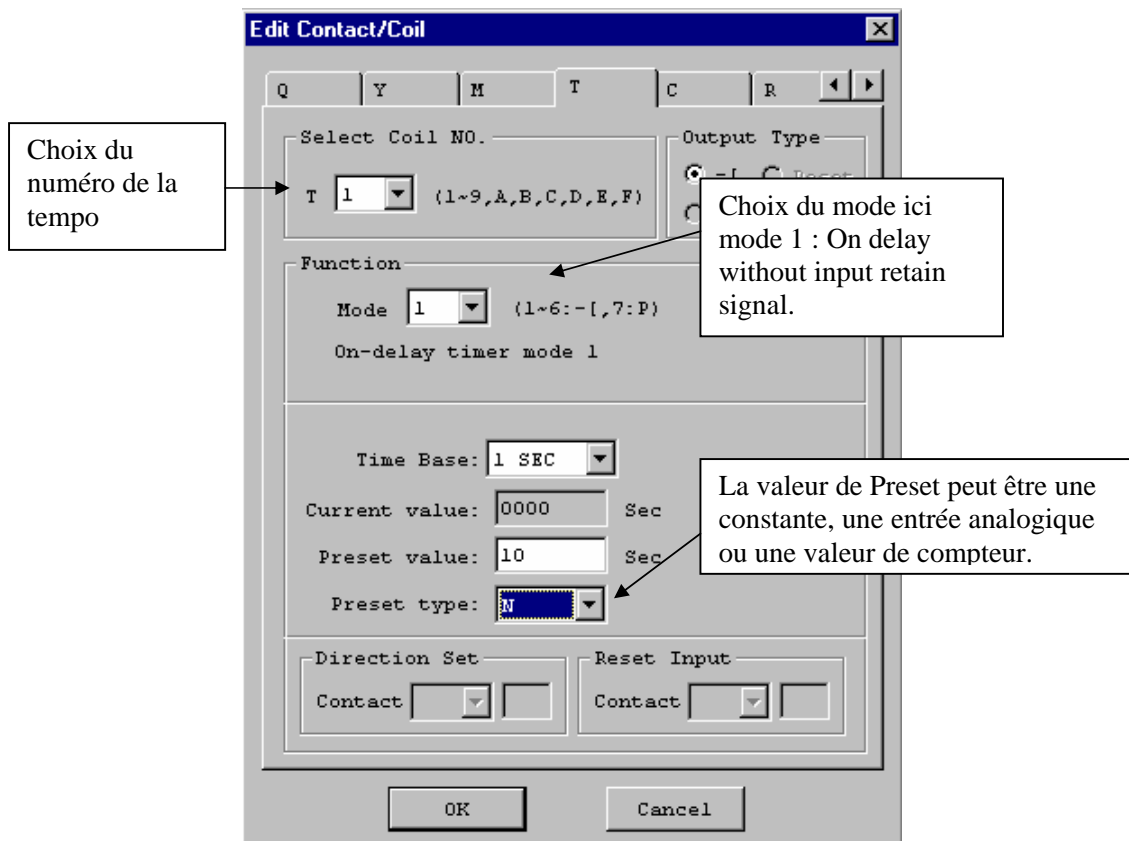 Edit Contact/Coil
Q Y M T C R
Select Coil NO.
Output Type
Choix du
numéro de la
tempo
T 1 (1~9,A,B,C,D,E,F)
-[ Reset
Choix du mode ici
mode 1 : On delay
without input retain
signal.
Function
Mode 1 (1~6:-[,7:P)
On-delay timer mode 1
Time Base: 1 SEC
Current value: 0000 Sec
Preset value: 10 Sec
Preset type: N
La valeur de Preset peut être une
constante, une entrée analogique
ou une valeur de compteur.
Direction Set
Contact
Reset Input
Contact
OK
Cancel